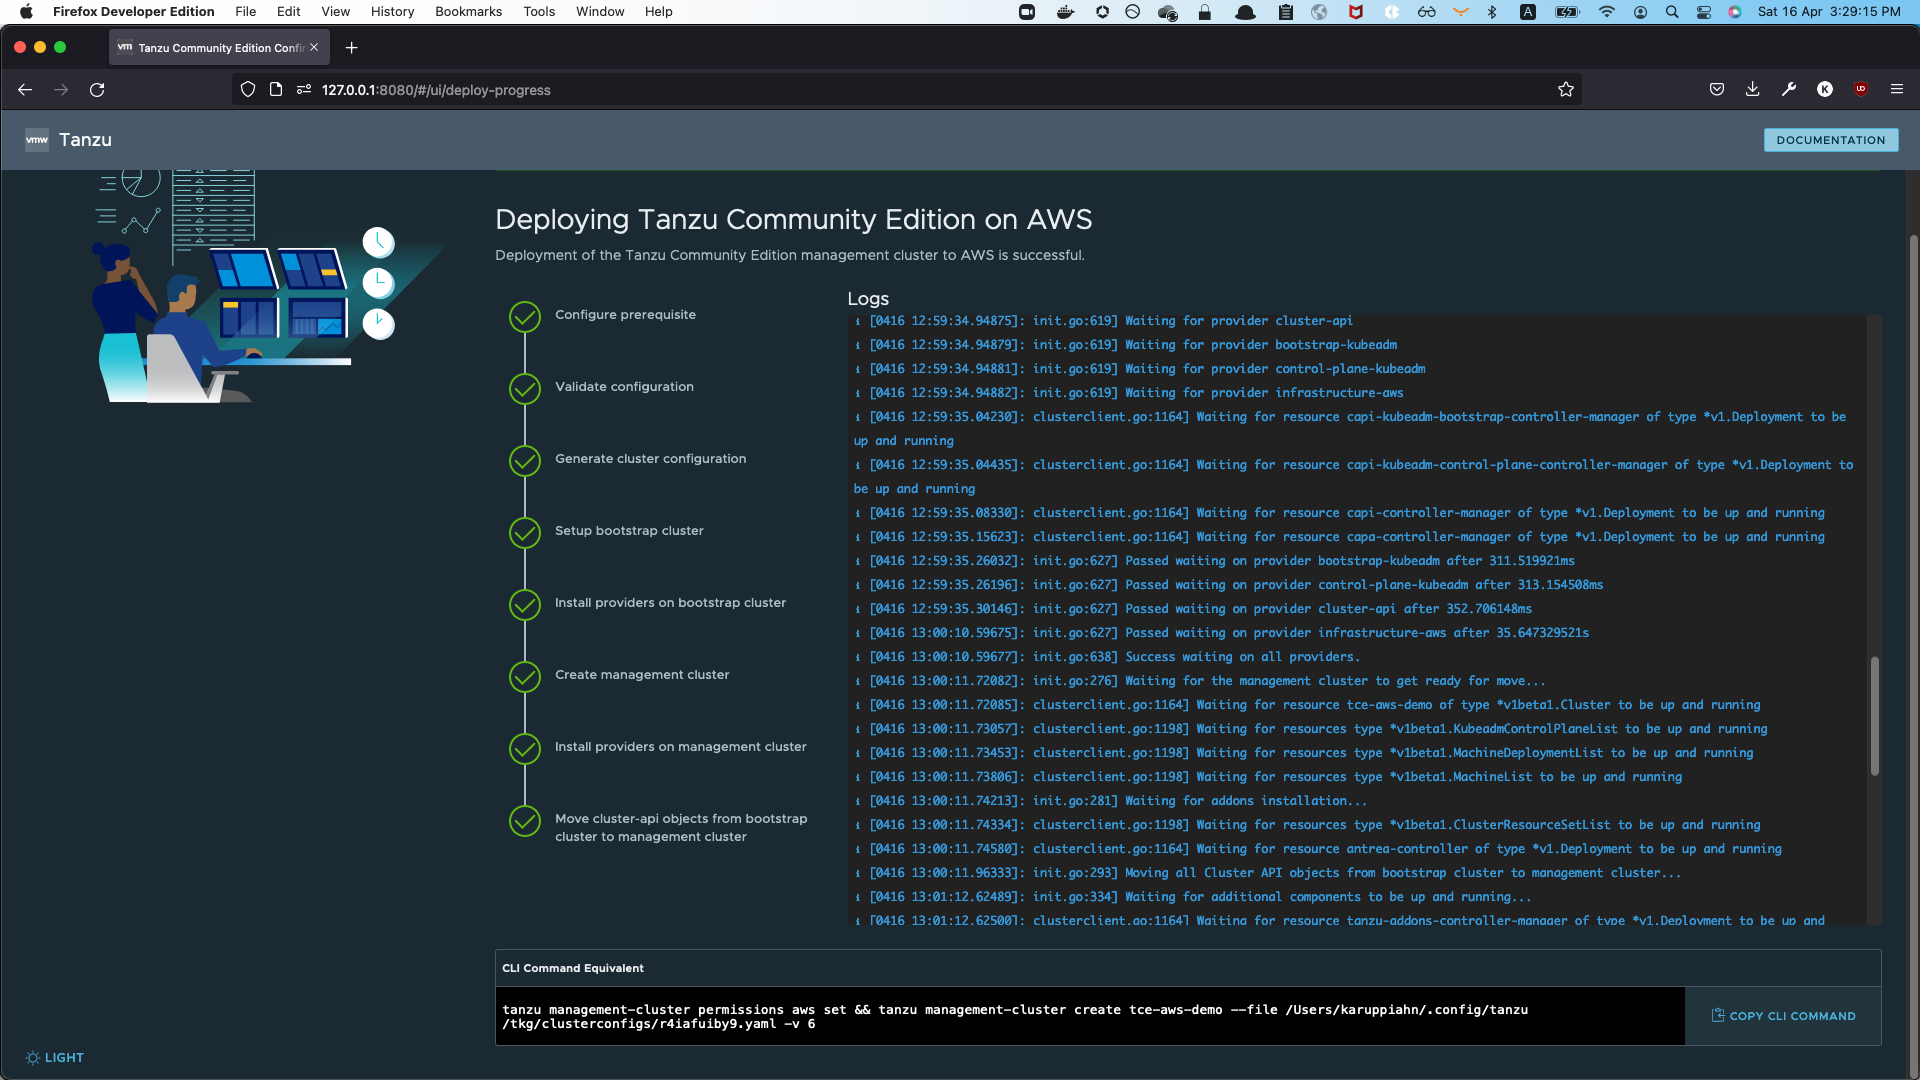 Firefox Developer Edition File Edit View History Bookmarks Tools Window Help A Sat 16 Apr 3:29:15 PM
vm Tanzu Community Edition Confi
127.0.0.1:8080/#/ui/deploy-progress K
vmw Tanzu DOCUMENTATION
Deploying Tanzu Community Edition on AWS
Deployment of the Tanzu Community Edition management cluster to AWS is successful.
Configure prerequisite
Validate configuration
Generate cluster configuration
Setup bootstrap cluster
Install providers on bootstrap cluster
Create management cluster
Install providers on management cluster
Move cluster-api objects from bootstrap
cluster to management cluster
Logs
i [0416 12:59:34.94875]: init.go:619] Waiting for provider cluster-api
i [0416 12:59:34.94879]: init.go:619] Waiting for provider bootstrap-kubeadm
i [0416 12:59:34.94881]: init.go:619] Waiting for provider control-plane-kubeadm
i [0416 12:59:34.94882]: init.go:619] Waiting for provider infrastructure-aws
i [0416 12:59:35.04230]: clusterclient.go:1164] Waiting for resource capi-kubeadm-bootstrap-controller-manager of type *v1.Deployment to be
up and running
i [0416 12:59:35.04435]: clusterclient.go:1164] Waiting for resource capi-kubeadm-control-plane-controller-manager of type *v1.Deployment to
be up and running
i [0416 12:59:35.08330]: clusterclient.go:1164] Waiting for resource capi-controller-manager of type *v1.Deployment to be up and running
i [0416 12:59:35.15623]: clusterclient.go:1164] Waiting for resource capa-controller-manager of type *v1.Deployment to be up and running
i [0416 12:59:35.26032]: init.go:627] Passed waiting on provider bootstrap-kubeadm after 311.519921ms
i [0416 12:59:35.26196]: init.go:627] Passed waiting on provider control-plane-kubeadm after 313.154508ms
i [0416 12:59:35.30146]: init.go:627] Passed waiting on provider cluster-api after 352.706148ms
i [0416 13:00:10.59675]: init.go:627] Passed waiting on provider infrastructure-aws after 35.647329521s
i [0416 13:00:10.59677]: init.go:638] Success waiting on all providers.
i [0416 13:00:11.72082]: init.go:276] Waiting for the management cluster to get ready for move...
i [0416 13:00:11.72085]: clusterclient.go:1164] Waiting for resource tce-aws-demo of type *v1beta1.Cluster to be up and running
i [0416 13:00:11.73057]: clusterclient.go:1198] Waiting for resources type *v1beta1.KubeadmControlPlaneList to be up and running
i [0416 13:00:11.73453]: clusterclient.go:1198] Waiting for resources type *v1beta1.MachineDeploymentList to be up and running
i [0416 13:00:11.73806]: clusterclient.go:1198] Waiting for resources type *v1beta1.MachineList to be up and running
i [0416 13:00:11.74213]: init.go:281] Waiting for addons installation...
i [0416 13:00:11.74334]: clusterclient.go:1198] Waiting for resources type *v1beta1.ClusterResourceSetList to be up and running
i [0416 13:00:11.74580]: clusterclient.go:1164] Waiting for resource antrea-controller of type *v1.Deployment to be up and running
i [0416 13:00:11.96333]: init.go:293] Moving all Cluster API objects from bootstrap cluster to management cluster...
i [0416 13:01:12.62489]: init.go:334] Waiting for additional components to be up and running...
i [0416 13:01:12.62500]: clusterclient.go:1164] Waiting for resource tanzu-addons-controller-manager of type *v1.Deployment to be up and
CLI Command Equivalent
tanzu management-cluster permissions aws set && tanzu management-cluster create tce-aws-demo --file /Users/karuppiahn/.config/tanzu
/tkg/clusterconfigs/r4iafuiby9.yaml -v 6
COPY CLI COMMAND
LIGHT